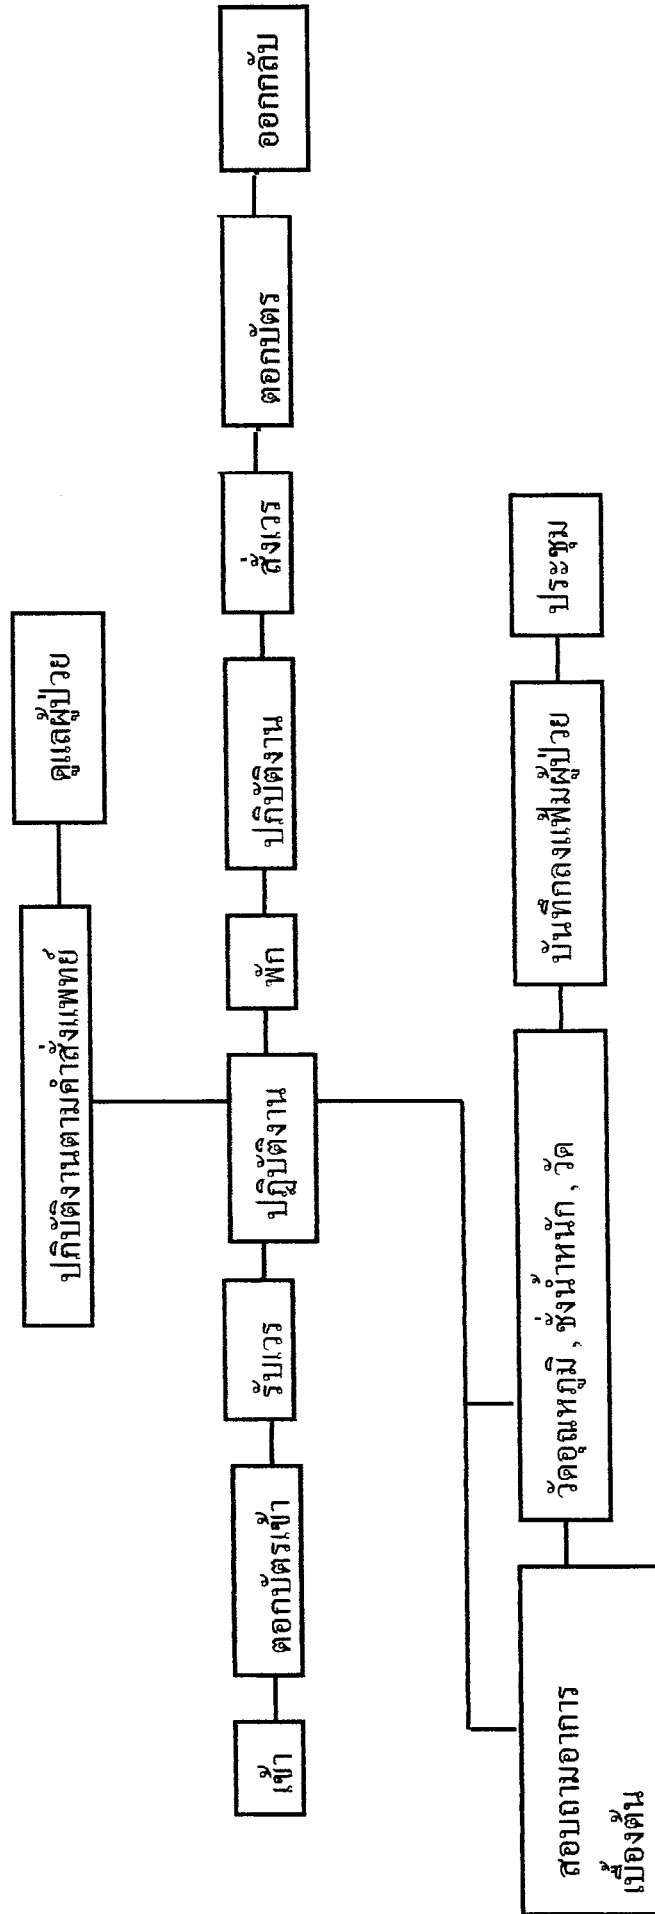 ปภิบัติงานตามคำสั่งแพทย์
ดูแลผู้ป่วย
เข้า
ตอกบัตรเข้า
รับเวร
ปฏิบัติงาน
พัก
ปภิบัติงาน
ส่งเวร
ตอกบัตร
ออกกลับ
สอบถามอาการ
เบื้องต้น
วัดอุณหภูมิ , ชั่งน้ำหนัก , วัด
บันทึกลงแฟ้มผู้ป่วย
ประชุม